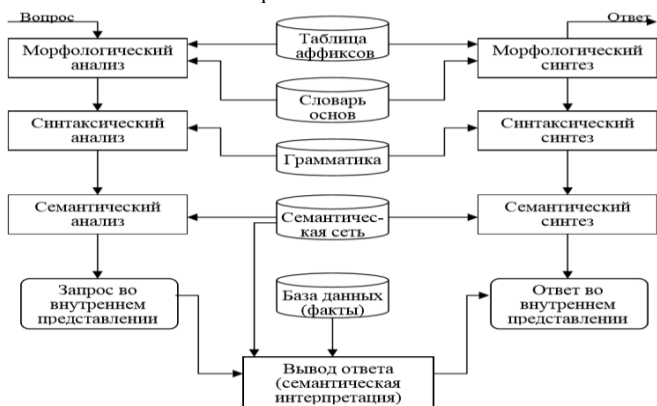 Вопрос
Ответ
Морфологический
анализ
Таблица
аффиксов
Морфологический
синтез
Словарь
основ
Синтаксический
анализ
Грамматика
Синтаксический
синтез
Семантический
анализ
Семантичес-
кая сеть
Семантический
синтез
Запрос во
внутреннем
представлении
База данных
(факты)
Ответ во
внутреннем
представлении
Вывод ответа
(семантическая
интерпретация)